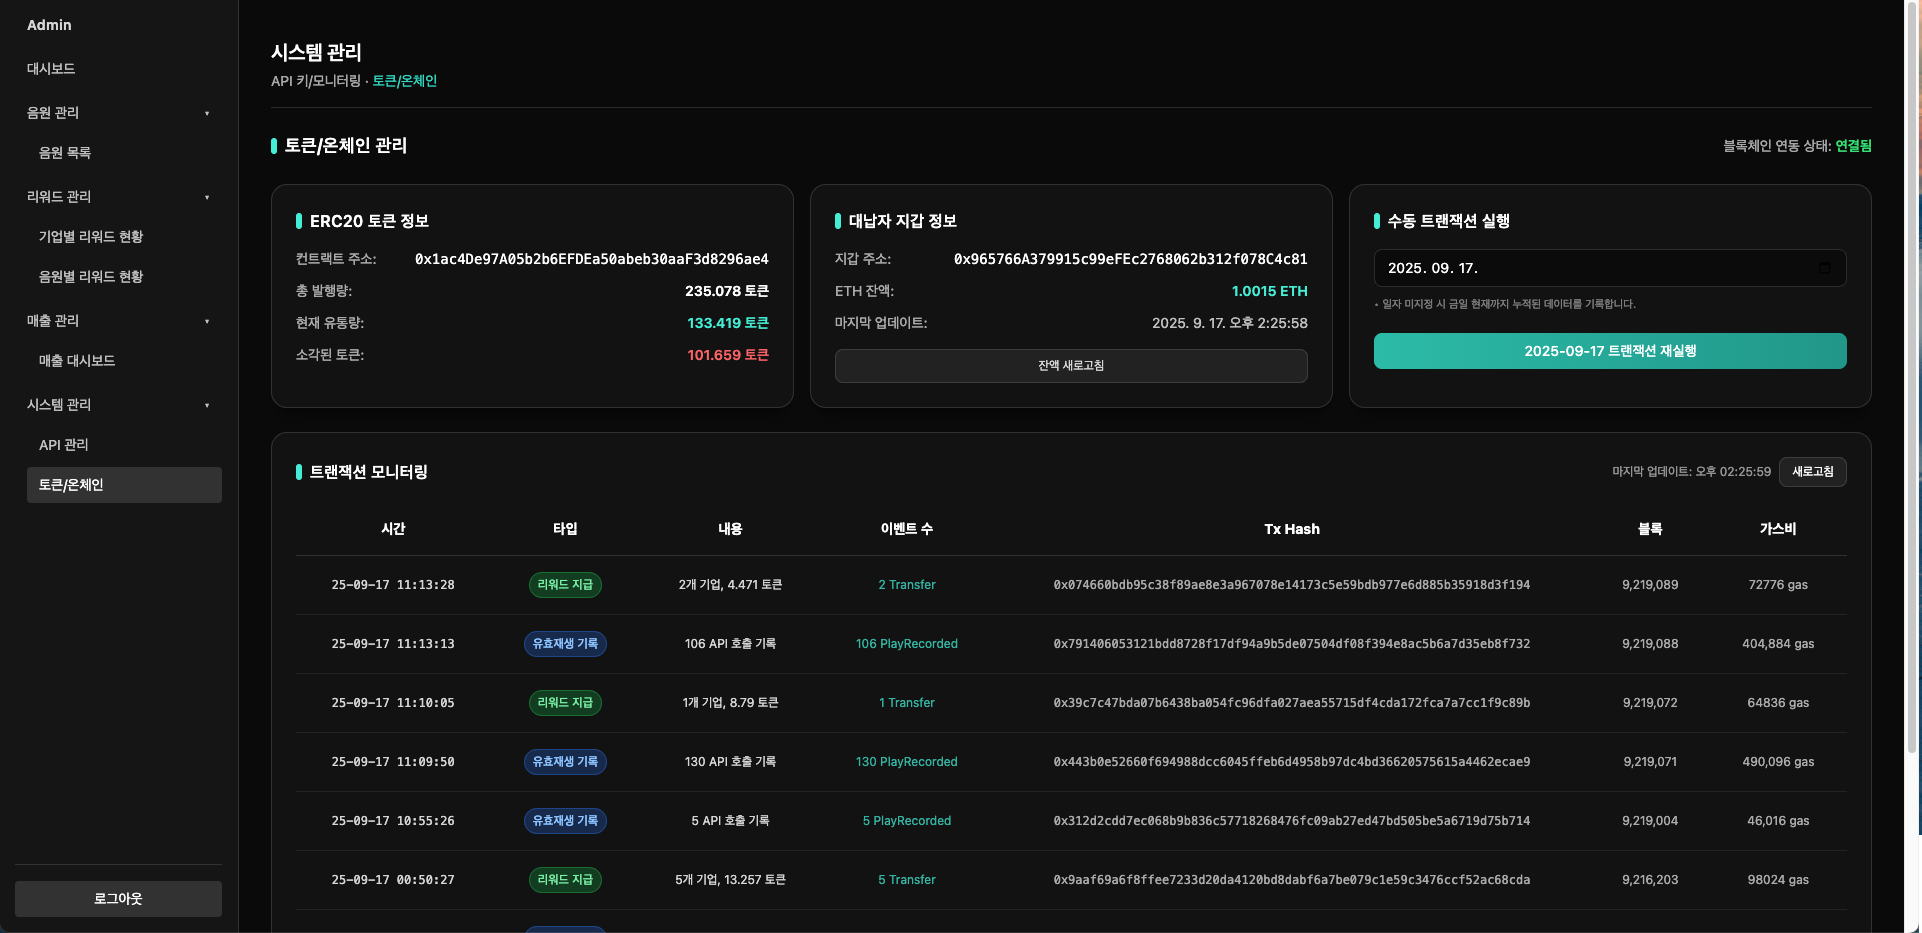 Admin
대시보드
음원 관리
음원 목록
리워드 관리
기업별 리워드 현황
음원별 리워드 현황
매출 관리
매출 대시보드
시스템 관리
API 관리
토큰/온체인
로그아웃
시스템 관리
API 키/모니터링 · 토큰/온체인
토큰/온체인 관리
블록체인 연동 상태: 연결됨
ERC20 토큰 정보
컨트랙트 주소: 0x1ac4De97A05b2b6EFDEa50abeb30aaF3d8296ae4
총 발행량: 235.078 토큰
현재 유통량: 133.419 토큰
소각된 토큰: 101.659 토큰
대납자 지갑 정보
지갑 주소: 0x965766A379915c99eFEc2768062b312f078C4c81
ETH 잔액: 1.0015 ETH
마지막 업데이트: 2025. 9. 17. 오후 2:25:58
잔액 새로고침
수동 트랜잭션 실행
2025. 09. 17.
• 일자 미지정 시 금일 현재까지 누적된 데이터를 기록합니다.
2025-09-17 트랜잭션 재실행
트랜잭션 모니터링
마지막 업데이트: 오후 02:25:59 새로고침
시간 타입 내용 이벤트 수 Tx Hash 블록 가스비
25-09-17 11:13:28 리워드 지급 2개 기업, 4.471 토큰 2 Transfer 0x074660bdb95c38f89ae8e3a967078e14173c5e59bdb977e6d885b35918d3f194 9,219,089 72776 gas
25-09-17 11:13:13 유효재생 기록 106 API 호출 기록 106 PlayRecorded 0x791406053121bdd8728f17df94a9b5de07504df08f394e8ac5b6a7d35eb8f732 9,219,088 404,884 gas
25-09-17 11:10:05 리워드 지급 1개 기업, 8.79 토큰 1 Transfer 0x39c7c47bda07b6438ba054fc96dfa027aea55715df4cda172fca7a7cc1f9c89b 9,219,072 64836 gas
25-09-17 11:09:50 유효재생 기록 130 API 호출 기록 130 PlayRecorded 0x443b0e52660f694988dcc6045ffeb6d4958b97dc4bd36620575615a4462ecae9 9,219,071 490,096 gas
25-09-17 10:55:26 유효재생 기록 5 API 호출 기록 5 PlayRecorded 0x312d2cdd7ec068b9b836c57718268476fc09ab27ed47bd505be5a6719d75b714 9,219,004 46,016 gas
25-09-17 00:50:27 리워드 지급 5개 기업, 13.257 토큰 5 Transfer 0x9aaf69a6f8ffee7233d20da4120bd8dabf6a7be079c1e59c3476ccf52ac68cda 9,216,203 98024 gas